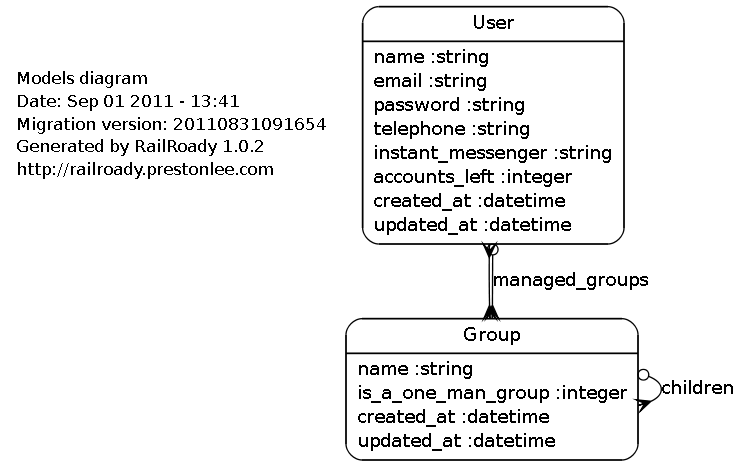 Models diagram
Date: Sep 01 2011 - 13:41
Migration version: 20110831091654
Generated by RailRoady 1.0.2
http://railroady.prestonlee.com
User
name :string
email :string
password :string
telephone :string
instant_messenger :string
accounts_left :integer
created_at :datetime
updated_at :datetime
managed_groups
Group
name :string
is_a_one_man_group :integer
created_at :datetime
updated_at :datetime
children